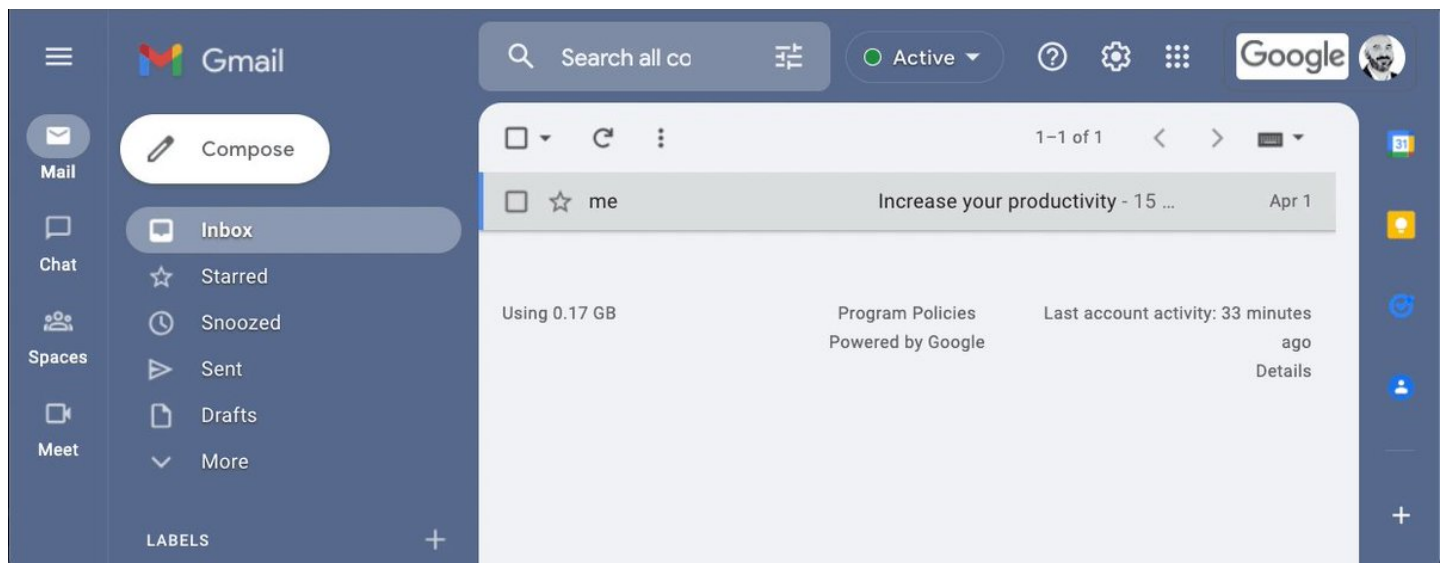 Gmail
Search all co
Active
Google
Mail
Chat
Spaces
Meet
Compose
Inbox
Starred
Snoozed
Sent
Drafts
More
LABELS
1–1 of 1
me Increase your productivity - 15 ... Apr 1
Using 0.17 GB
Program Policies
Powered by Google
Last account activity: 33 minutes
ago
Details
31